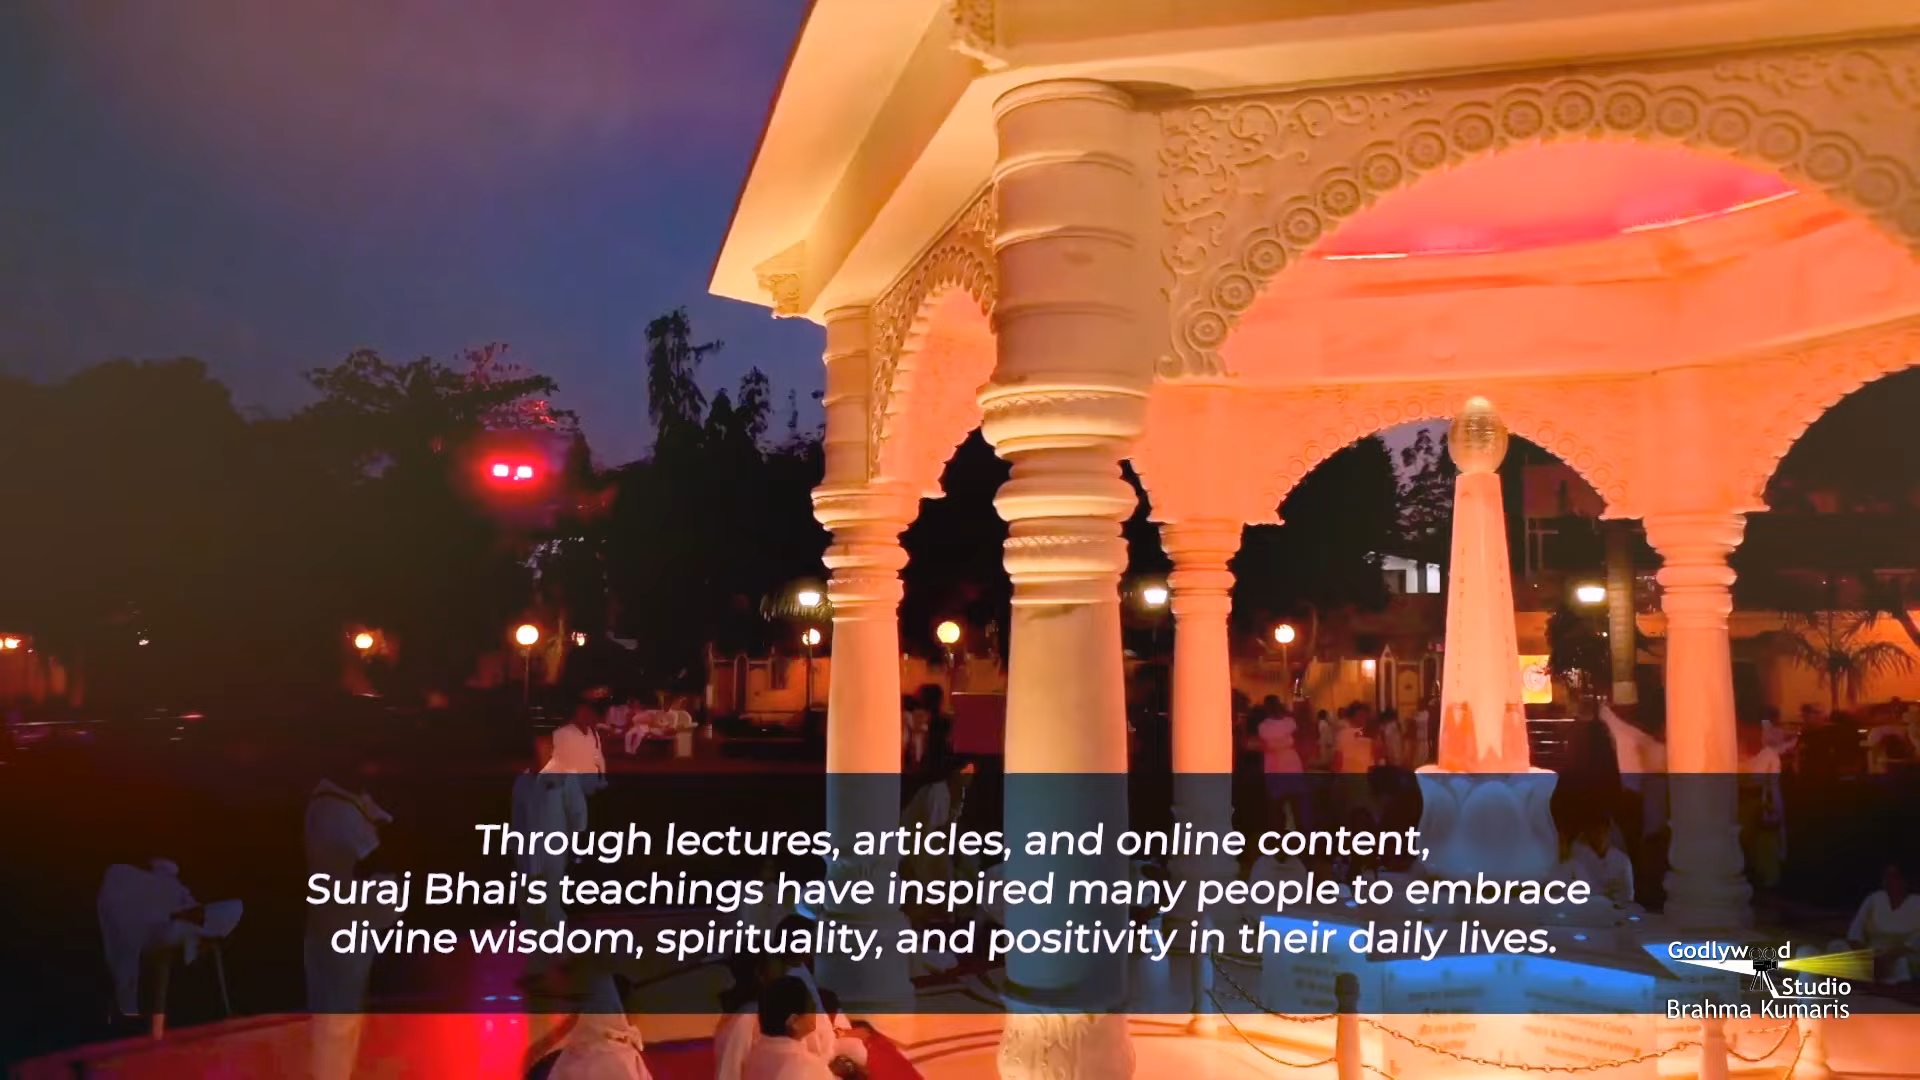 Through lectures, articles, and online content,
Suraj Bhai's teachings have inspired many people to embrace
divine wisdom, spirituality, and positivity in their daily lives.
Godlywood
Studio
Brahma Kumaris